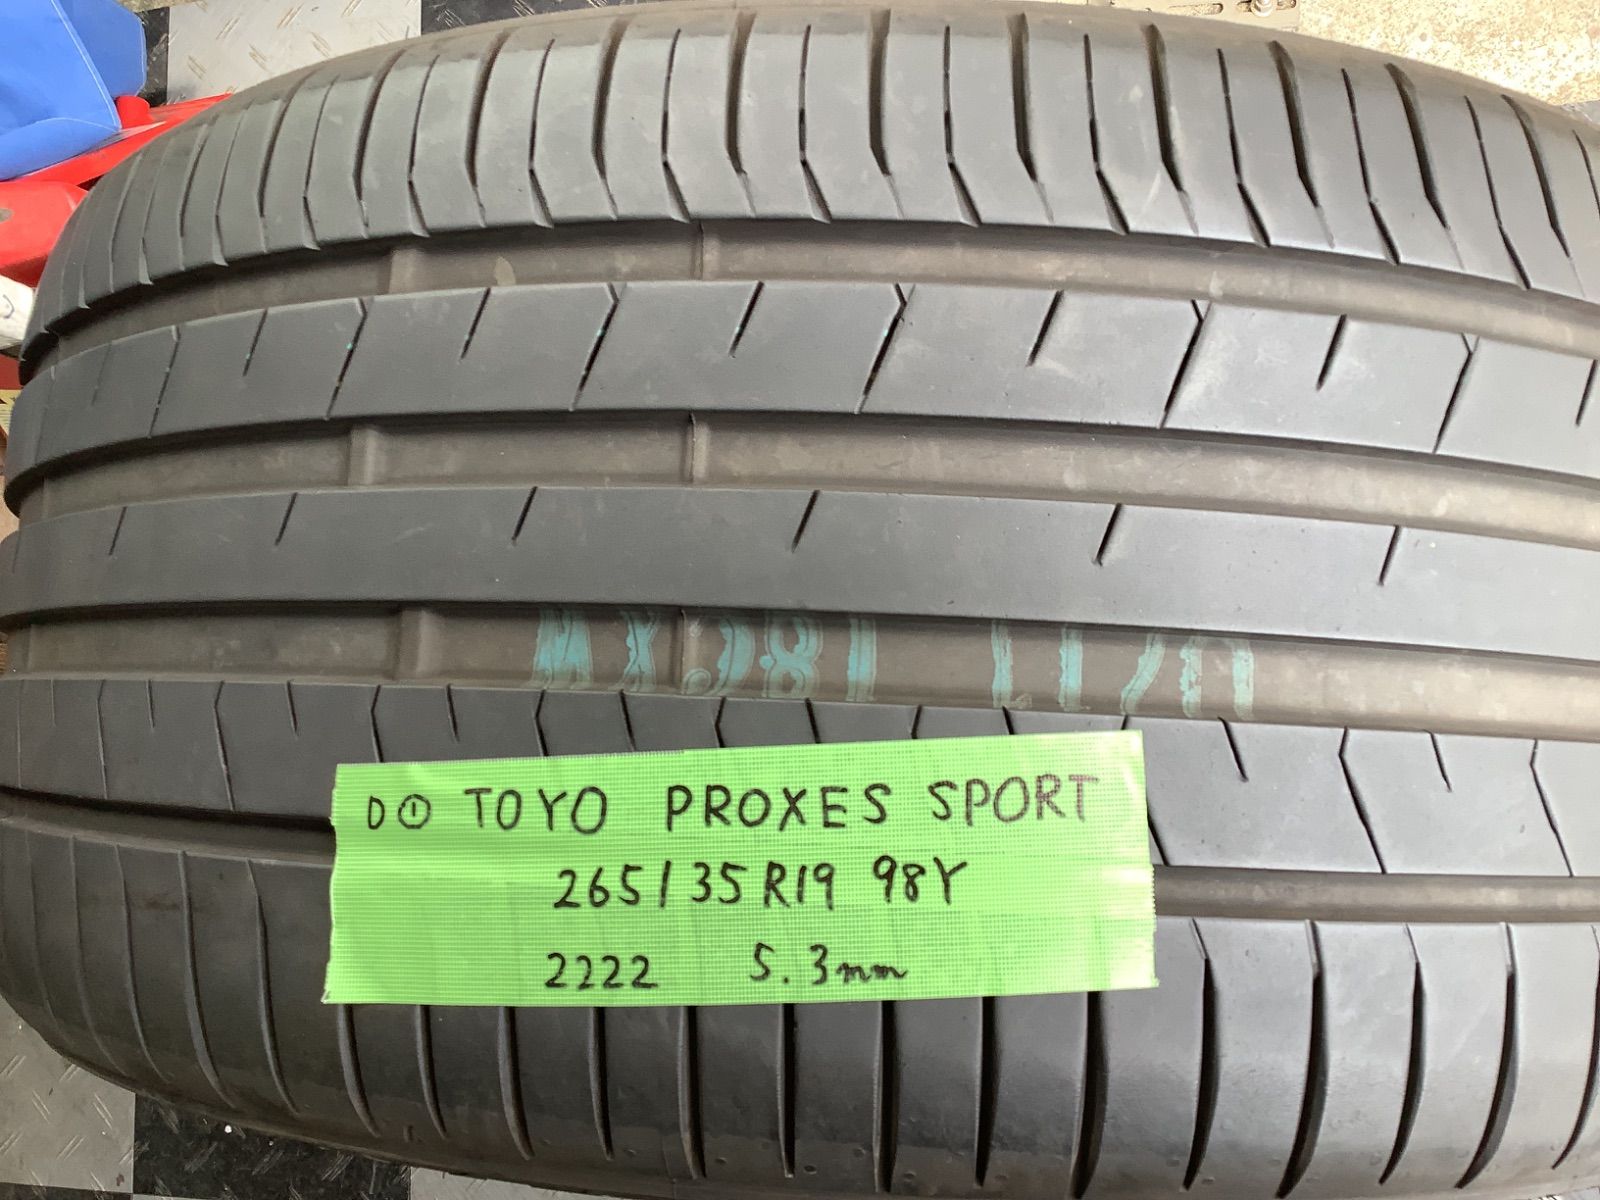 D① TOYO PROXES SPORT
265/35R19 98Y
2222 5.3mm